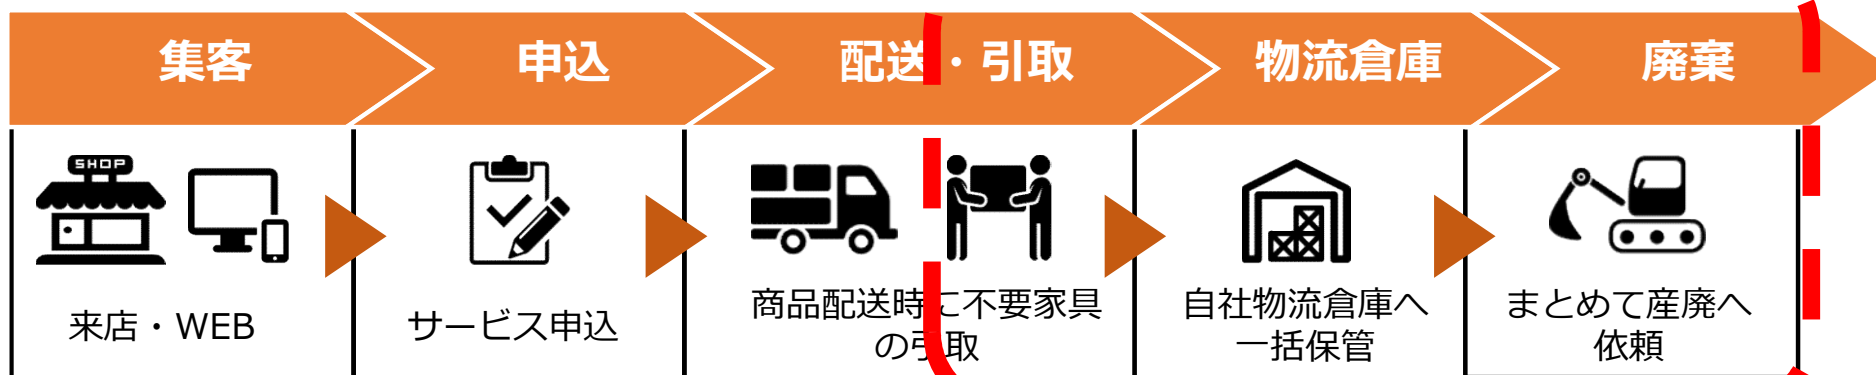 集客
申込
配送・引取
物流倉庫
廃棄
SHOP
来店・WEB
サービス申込
商品配送時に不要家具
の引取
自社物流倉庫へ
一括保管
まとめて産廃へ
依頼